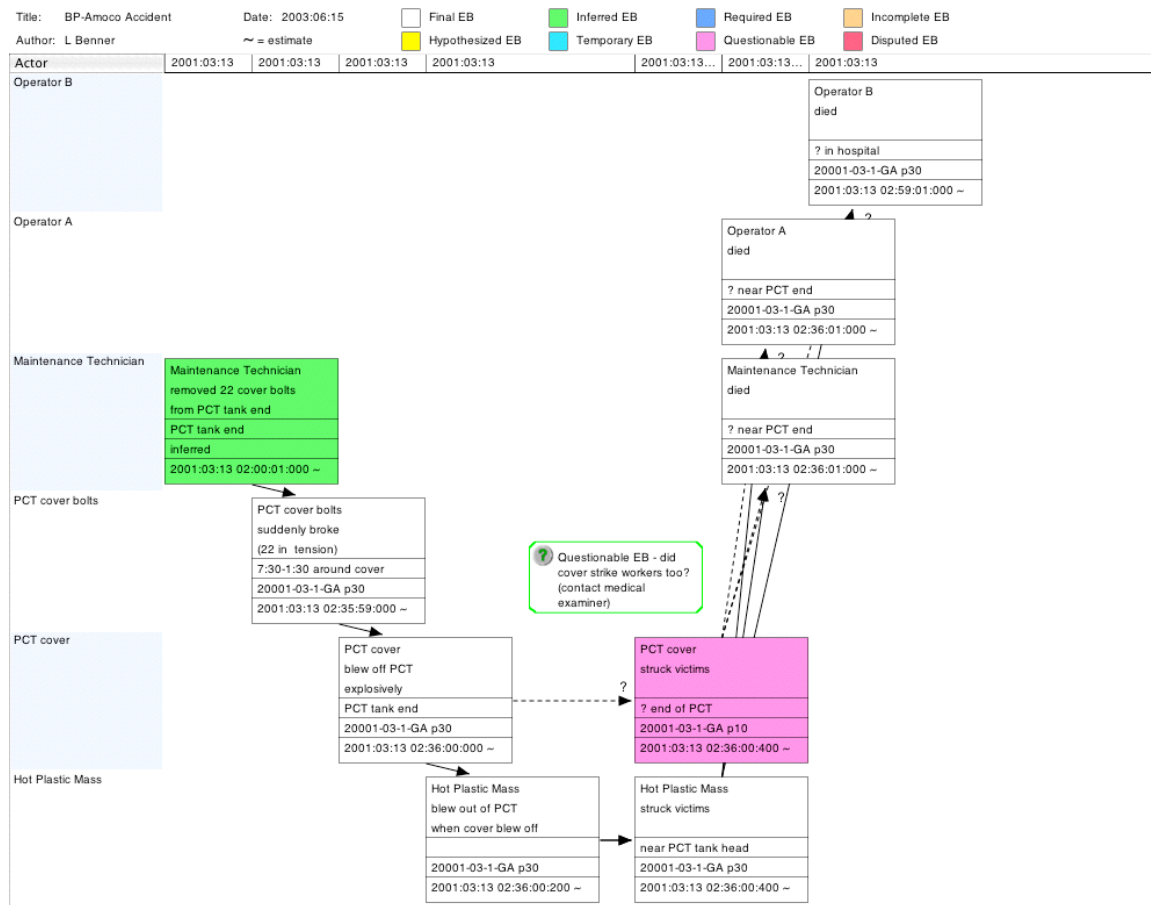 Title: BP-Amoco Accident Date: 2003:06:15 Final EB Inferred EB Required EB Incomplete EB
Author: L Benner ~ = estimate Hypothesized EB Temporary EB Questionable EB Disputed EB
Actor 2001:03:13 2001:03:13 2001:03:13 2001:03:13 2001:03:13... 2001:03:13... 2001:03:13
Operator B
Operator B
died
? in hospital
20001-03-1-GA p30
2001:03:13 02:59:01:000 ~
?
Operator A
Operator A
died
? near PCT end
20001-03-1-GA p30
2001:03:13 02:36:01:000 ~
?
Maintenance Technician
Maintenance Technician
removed 22 cover bolts
from PCT tank end
PCT tank end
inferred
2001:03:13 02:00:01:000 ~
Maintenance Technician
died
? near PCT end
20001-03-1-GA p30
2001:03:13 02:36:01:000 ~
?
PCT cover bolts
PCT cover bolts
suddenly broke
(22 in tension)
7:30-1:30 around cover
20001-03-1-GA p30
2001:03:13 02:35:59:000 ~
? Questionable EB - did
cover strike workers too?
(contact medical
examiner)
PCT cover
PCT cover
blew off PCT
explosively
PCT tank end
20001-03-1-GA p30
2001:03:13 02:36:00:000 ~
?
PCT cover
struck victims
? end of PCT
20001-03-1-GA p10
2001:03:13 02:36:00:400 ~
Hot Plastic Mass
Hot Plastic Mass
blew out of PCT
when cover blew off
20001-03-1-GA p30
2001:03:13 02:36:00:200 ~
Hot Plastic Mass
struck victims
near PCT tank head
20001-03-1-GA p30
2001:03:13 02:36:00:400 ~